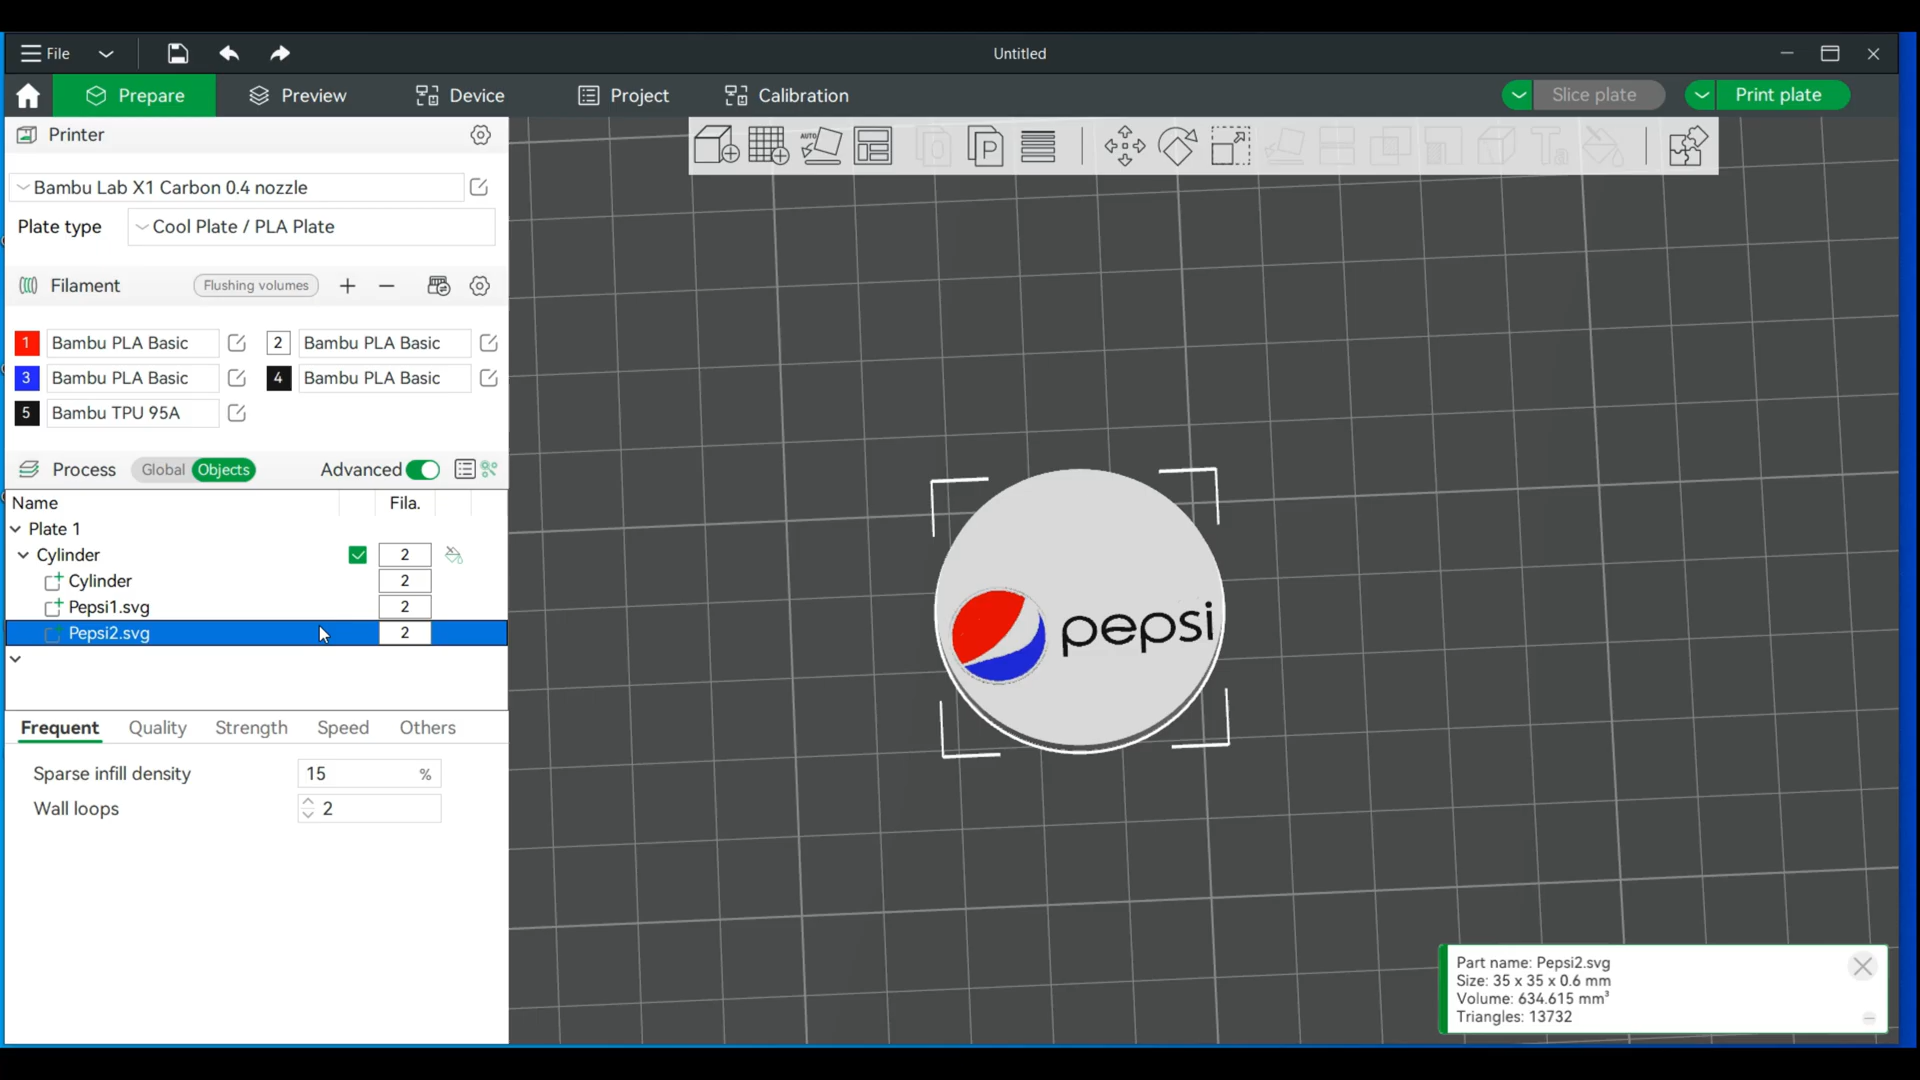 File
Untitled
Prepare
Preview
Device
Project
Calibration
Slice plate
Print plate
Printer
Bambu Lab X1 Carbon 0.4 nozzle
Plate type
Cool Plate / PLA Plate
Filament
Flushing volumes
1 Bambu PLA Basic
2 Bambu PLA Basic
3 Bambu PLA Basic
4 Bambu PLA Basic
5 Bambu TPU 95A
Process
Global
Objects
Advanced
Name
Fila.
Plate 1
Cylinder 2
Cylinder 2
Pepsi1.svg 2
Pepsi2.svg 2
Frequent
Quality
Strength
Speed
Others
Sparse infill density 15 %
Wall loops 2
AUTO
P
pepsi
Part name: Pepsi2.svg
Size: 35 x 35 x 0.6 mm
Volume: 634.615 mm³
Triangles: 13732